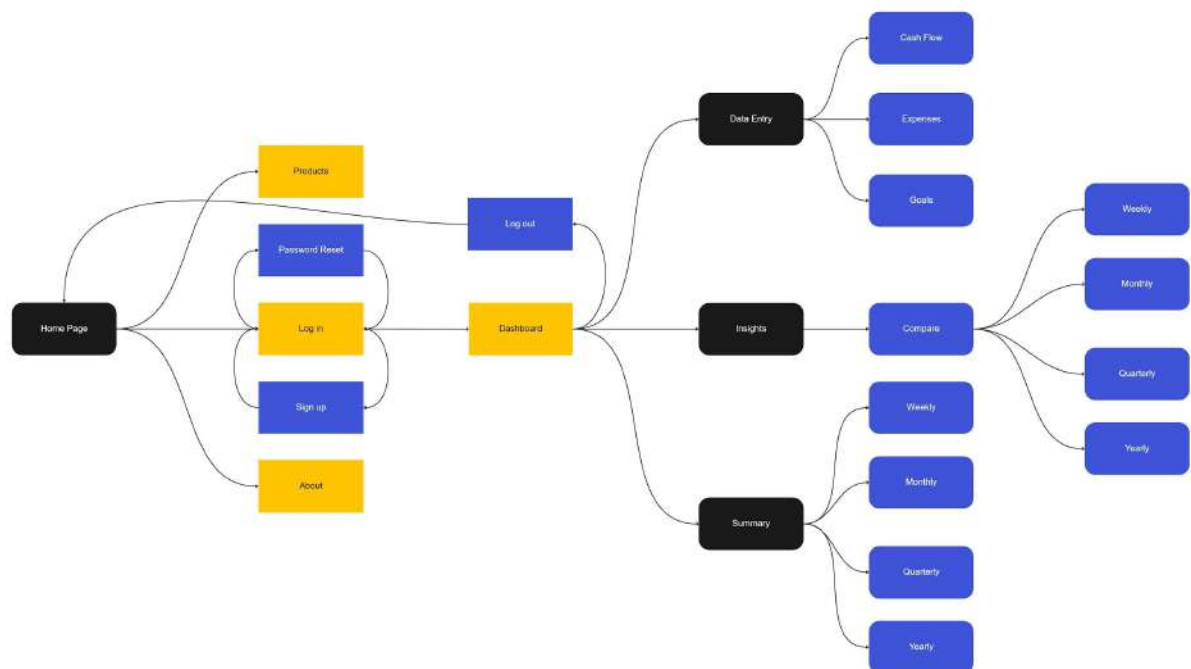 Cash Flow
Data Entry
Expenses
Products
Goals
Log out
Weekly
Password Reset
Monthly
Home Page
Log in
Dashboard
Insights
Compare
Quarterly
Sign up
Weekly
Yearly
About
Monthly
Summary
Quarterly
Yearly